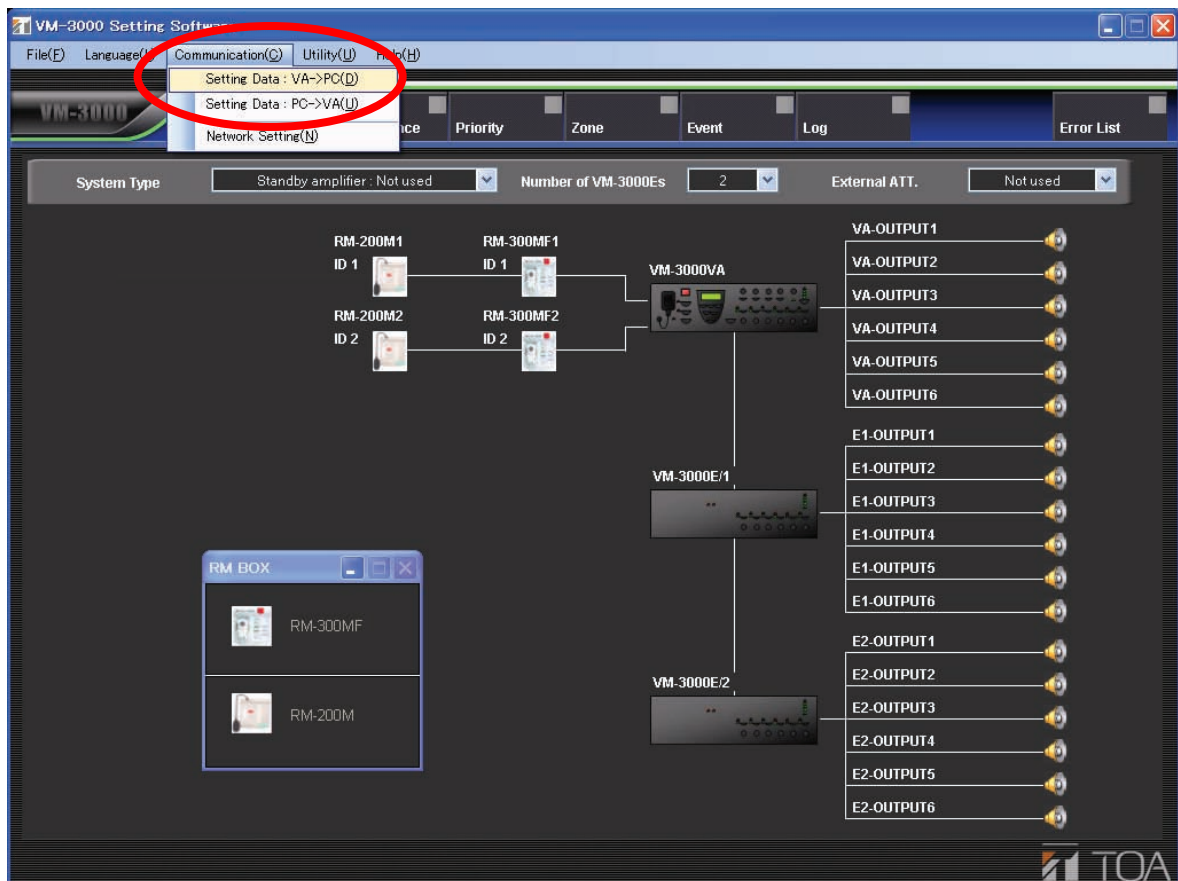 VM-3000 Setting
File(F) Communication(C) Utility(U) Help(H)
Setting Data : VA->PC(D)
Setting Data : PC->VA(U)
Network Setting(N)
VM-3000
Priority Zone Event Log Error List
System Type Standby amplifier : Not used Number of VM-3000Es 2 External ATT. Not used
RM-200M1 RM-300MF1
ID 1 ID 1
RM-200M2 RM-300MF2
ID 2 ID 2
VM-3000VA
VA-OUTPUT1
VA-OUTPUT2
VA-OUTPUT3
VA-OUTPUT4
VA-OUTPUT5
VA-OUTPUT6
VM-3000E/1
E1-OUTPUT1
E1-OUTPUT2
E1-OUTPUT3
E1-OUTPUT4
E1-OUTPUT5
E1-OUTPUT6
RM BOX
RM-300MF
RM-200M
VM-3000E/2
E2-OUTPUT1
E2-OUTPUT2
E2-OUTPUT3
E2-OUTPUT4
E2-OUTPUT5
E2-OUTPUT6
TOA